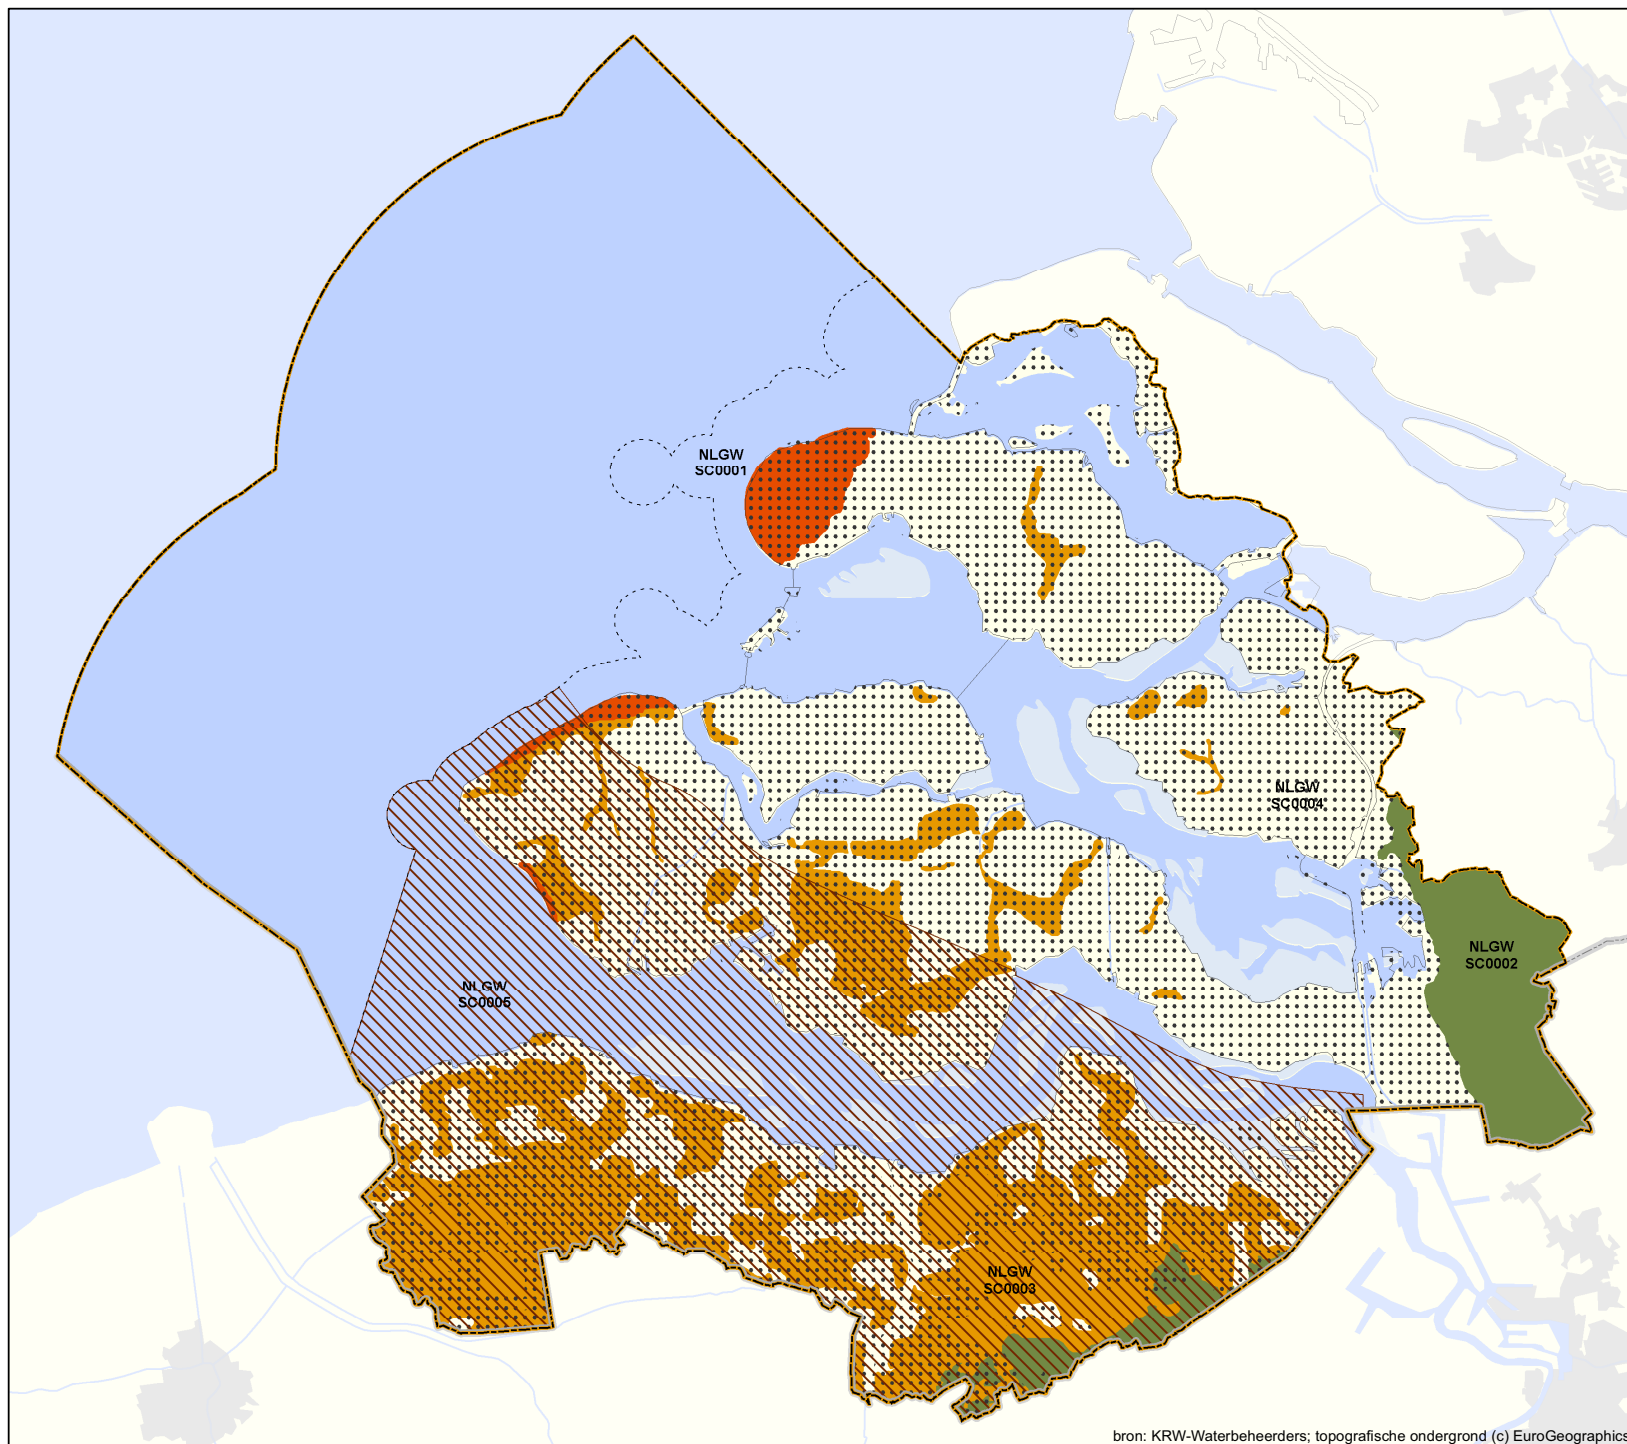 NLGW
SC0001
NLGW
SC0004
NLGW
SC0002
NLGW
SC0005
NLGW
SC0003
bron: KRW-Waterbeheerders; topografische ondergrond (c) EuroGeographics